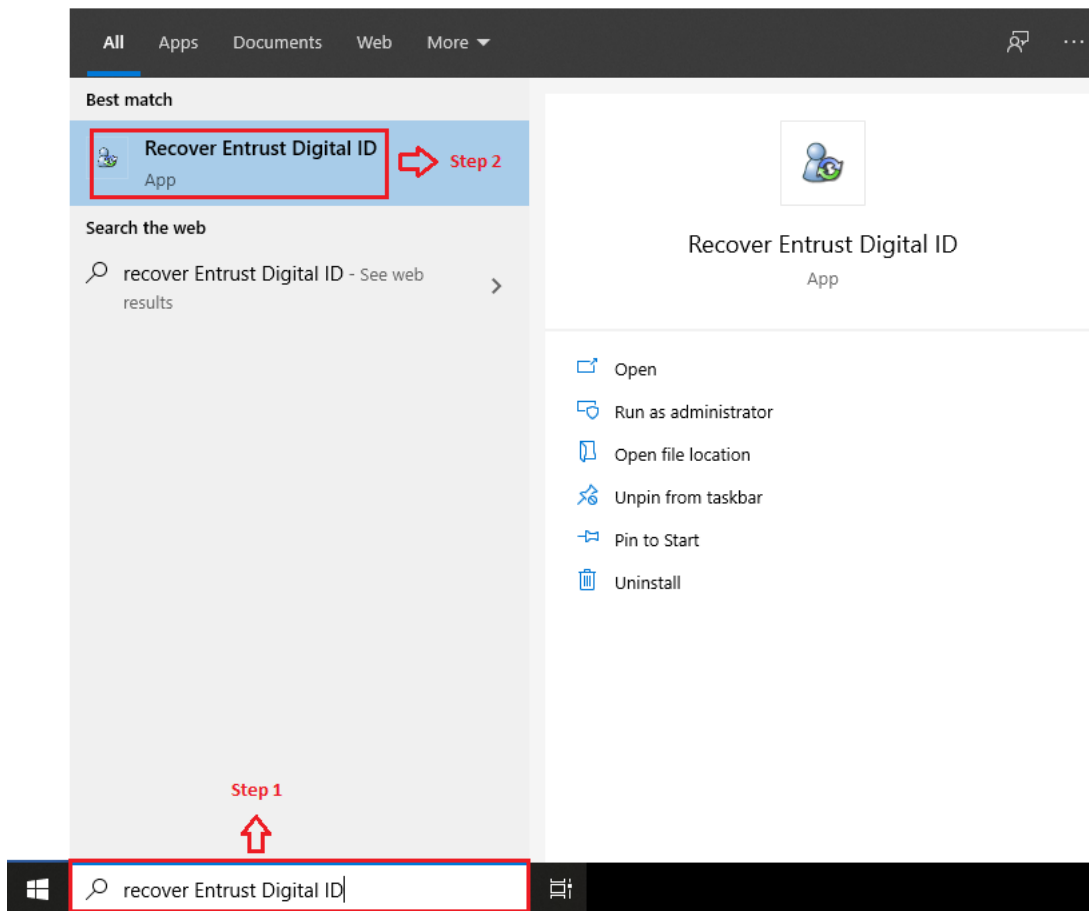 All Apps Documents Web More
Best match
Recover Entrust Digital ID
App
Step 2
Search the web
recover Entrust Digital ID - See web
results
Recover Entrust Digital ID
App
Open
Run as administrator
Open file location
Unpin from taskbar
Pin to Start
Uninstall
Step 1
recover Entrust Digital ID